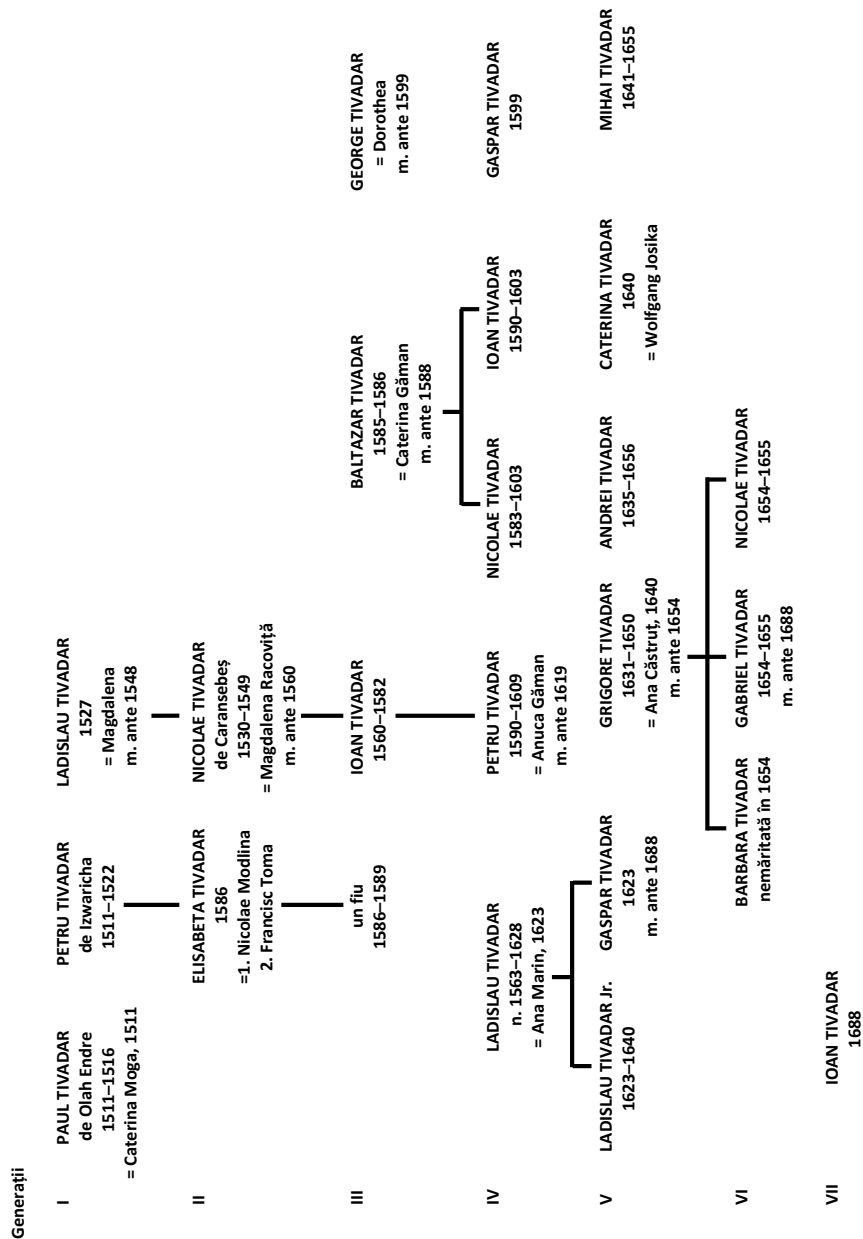 Generații
I
PAUL TIVADAR
de Olah Endre
1511–1516
= Caterina Moga, 1511
PETRU TIVADAR
de Izwaricha
1511–1522
LADISLAU TIVADAR
1527
= Magdalena
m. ante 1548
II
ELISABETA TIVADAR
1586
=1. Nicolae Modlina
2. Francisc Toma
NICOLAE TIVADAR
de Caransebeș
1530–1549
=Magdalena Racoviță
m. ante 1560
III
un fiu
1586–1589
IOAN TIVADAR
1560–1582
BALTAZAR TIVADAR
1585–1586
= Caterina Găman
m. ante 1588
GEORGE TIVADAR
= Dorothea
m. ante 1599
IV
LADISLAU TIVADAR
n. 1563–1628
= Ana Marin, 1623
PETRU TIVADAR
1590–1609
= Anuca Găman
m. ante 1619
NICOLAE TIVADAR
1583–1603
IOAN TIVADAR
1590–1603
GASPAR TIVADAR
1599
V
LADISLAU TIVADAR Jr.
1623–1640
GASPAR TIVADAR
1623
m. ante 1688
GRIGORE TIVADAR
1631–1650
= Ana Căstruț, 1640
m. ante 1654
ANDREI TIVADAR
1635–1656
CATERINA TIVADAR
1640
= Wolfgang Josika
MIHAI TIVADAR
1641–1655
VI
BARBARA TIVADAR
nemăritată în 1654
GABRIEL TIVADAR
1654–1655
m. ante 1688
NICOLAE TIVADAR
1654–1655
VII
IOAN TIVADAR
1688